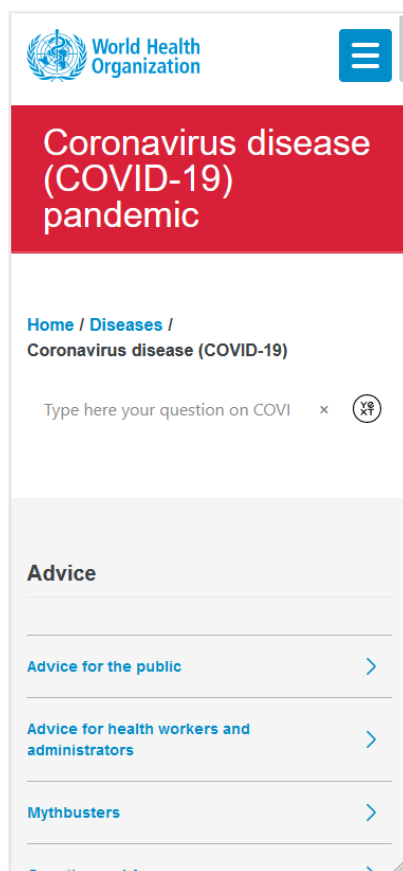 World Health
Organization
Coronavirus disease
(COVID-19)
pandemic
Home / Diseases /
Coronavirus disease (COVID-19)
Type here your question on COVI ×
YEXT
Advice
Advice for the public
Advice for health workers and
administrators
Mythbusters